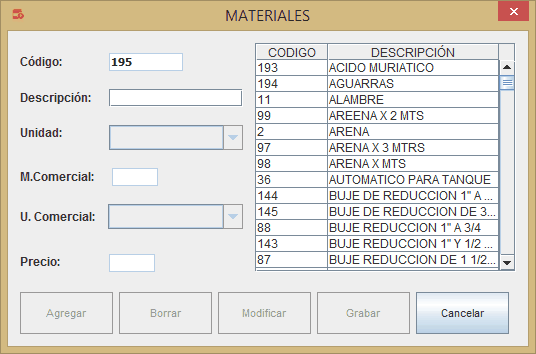 MATERIALES
Código: 195
Descripción:
Unidad:
M.Comercial:
U. Comercial:
Precio:
CODIGO DESCRIPCIÓN
193 ACIDO MURIATICO
194 AGUARRAS
11 ALAMBRE
99 AREENA X 2 MTS
2 ARENA
97 ARENA X 3 MTRS
98 ARENA X MTS
36 AUTOMATICO PARA TANQUE
144 BUJE DE REDUCCION 1" A ...
145 BUJE DE REDUCCION DE 3...
88 BUJE REDUCCION 1" A 3/4
143 BUJE REDUCCION 1" Y 1/2 ...
87 BUJE REDUCCION DE 1 1/2...
Agregar Borrar Modificar Grabar Cancelar